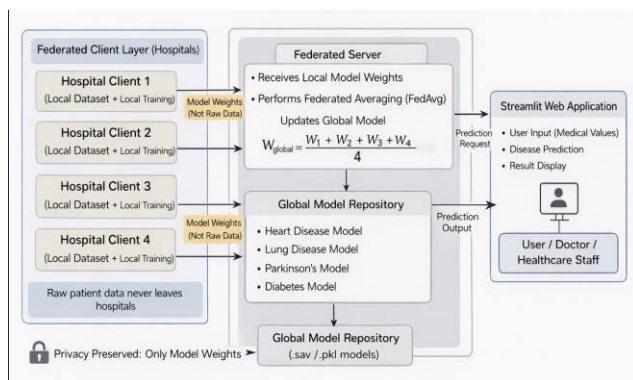 Federated Client Layer (Hospitals)
Hospital Client 1
(Local Dataset + Local Training)
Hospital Client 2
(Local Dataset + Local Training)
Hospital Client 3
(Local Dataset + Local Training)
Hospital Client 4
(Local Dataset + Local Training)
Raw patient data never leaves
hospitals
Model Weights
(Not Raw Data)
Model Weights
(Not Raw Data)
Federated Server
• Receives Local Model Weights
• Performs Federated Averaging (FedAvg)
Updates Global Model
W_global = (W_1 + W_2 + W_3 + W_4) / 4
Global Model Repository
• Heart Disease Model
• Lung Disease Model
• Parkinson's Model
• Diabetes Model
Global Model Repository
(.sav /.pkl models)
Prediction
Request
Prediction
Output
Streamlit Web Application
• User Input (Medical Values)
• Disease Prediction
• Result Display
User / Doctor /
Healthcare Staff
Privacy Preserved: Only Model Weights